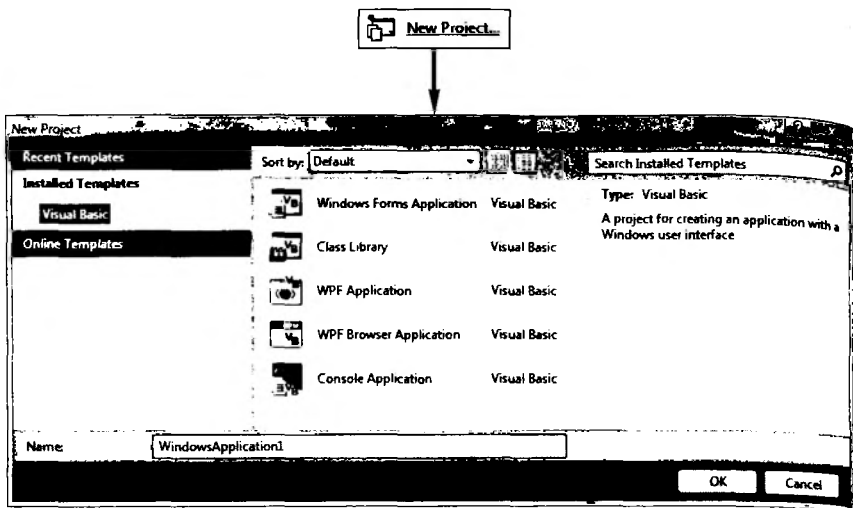 New Project...
New Project
Recent Templates
Installed Templates
Visual Basic
Online Templates
Sort by: Default
Search Installed Templates
Windows Forms Application Visual Basic
Class Library Visual Basic
WPF Application Visual Basic
WPF Browser Application Visual Basic
Console Application Visual Basic
Type: Visual Basic
A project for creating an application with a
Windows user interface
Name: WindowsApplication1
OK Cancel